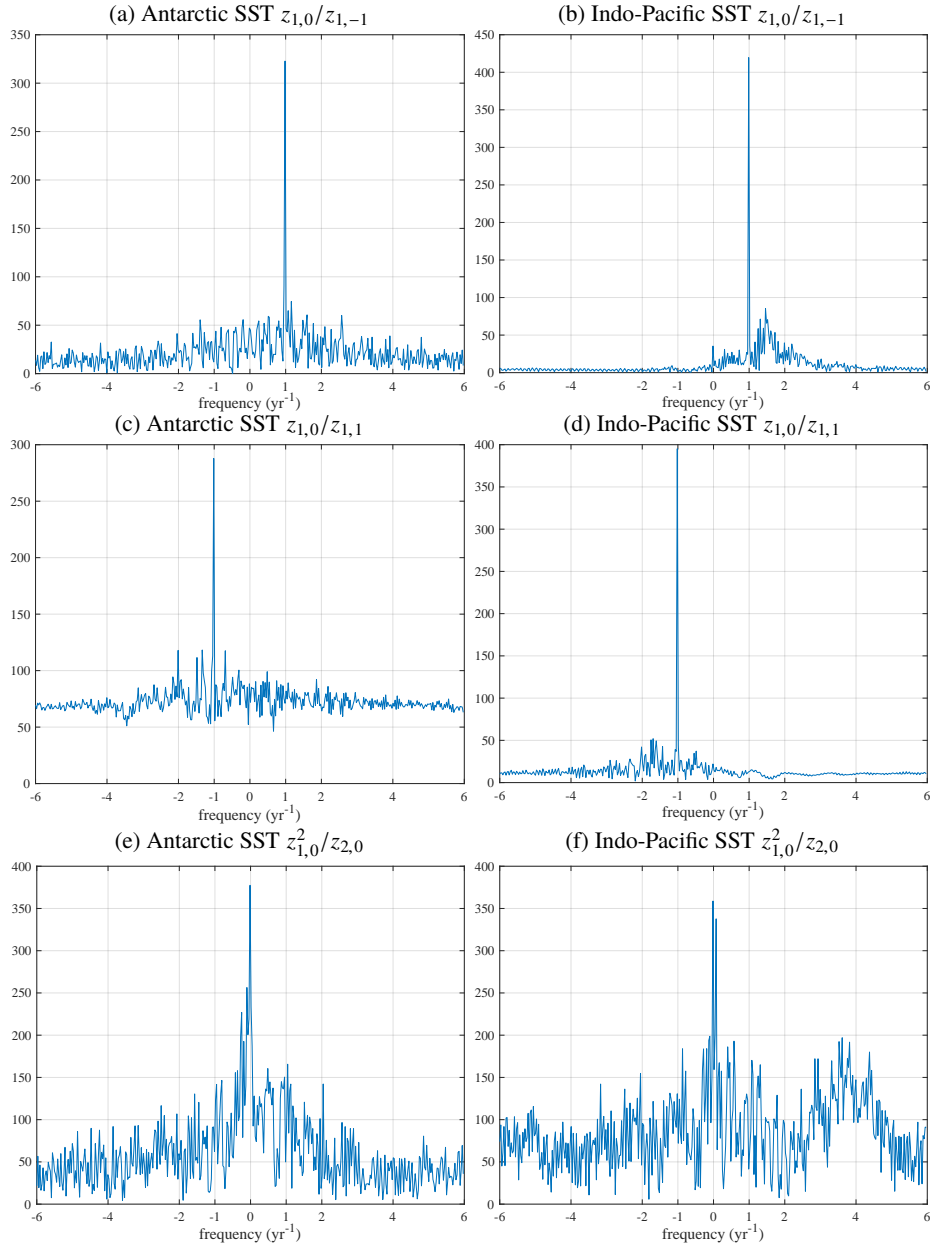 (a) Antarctic SST z1,0/z1,−1
(b) Indo-Pacific SST z1,0/z1,−1
350
300
250
200
150
100
50
0
-6 -4 -2 -1 0 1 2 4 6
frequency (yr-1)
450
400
350
300
250
200
150
100
50
0
-6 -4 -2 -1 0 1 2 4 6
frequency (yr-1)
(c) Antarctic SST z1,0/z1,1
(d) Indo-Pacific SST z1,0/z1,1
300
250
200
150
100
50
0
-6 -4 -2 -1 0 1 2 4 6
frequency (yr-1)
400
350
300
250
200
150
100
50
0
-6 -4 -2 -1 0 1 2 4 6
frequency (yr-1)
(e) Antarctic SST z²1,0/z2,0
(f) Indo-Pacific SST z²1,0/z2,0
400
350
300
250
200
150
100
50
0
-6 -4 -2 -1 0 1 2 4 6
frequency (yr-1)
400
350
300
250
200
150
100
50
0
-6 -4 -2 -1 0 1 2 4 6
frequency (yr-1)